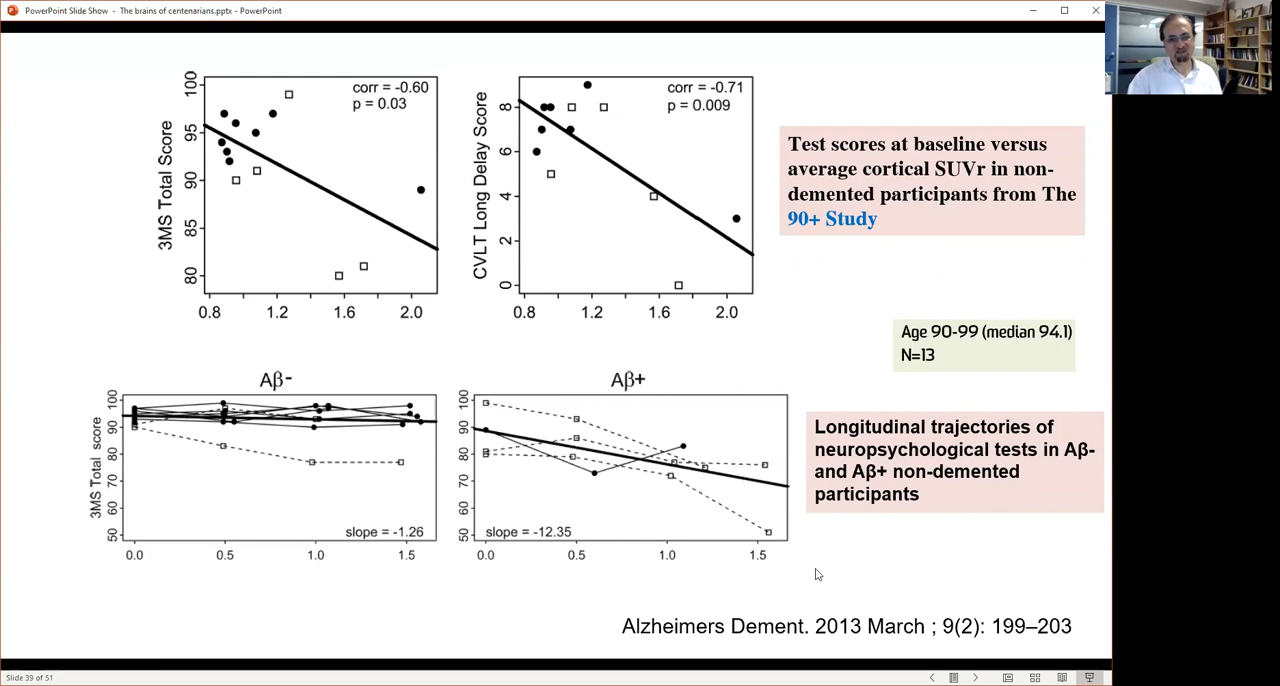 PowerPoint Slide Show - The brains of centenarians.pptx - PowerPoint
corr = -0.60
p = 0.03
3MS Total Score
100
95
90
85
80
0.8
1.2
1.6
2.0
corr = -0.71
p = 0.009
CVLT Long Delay Score
8
6
4
2
0
0.8
1.2
1.6
2.0
Test scores at baseline versus
average cortical SUVr in non-
demented participants from The
90+ Study
Age 90-99 (median 94.1)
N=13
Aβ-
3MS Total score
100
90
80
70
60
50
slope = -1.26
0.0
0.5
1.0
1.5
Aβ+
100
90
80
70
60
50
slope = -12.35
0.0
0.5
1.0
1.5
Longitudinal trajectories of
neuropsychological tests in Aβ-
and Aβ+ non-demented
participants
Alzheimers Dement. 2013 March ; 9(2): 199–203
Slide 39 of 51